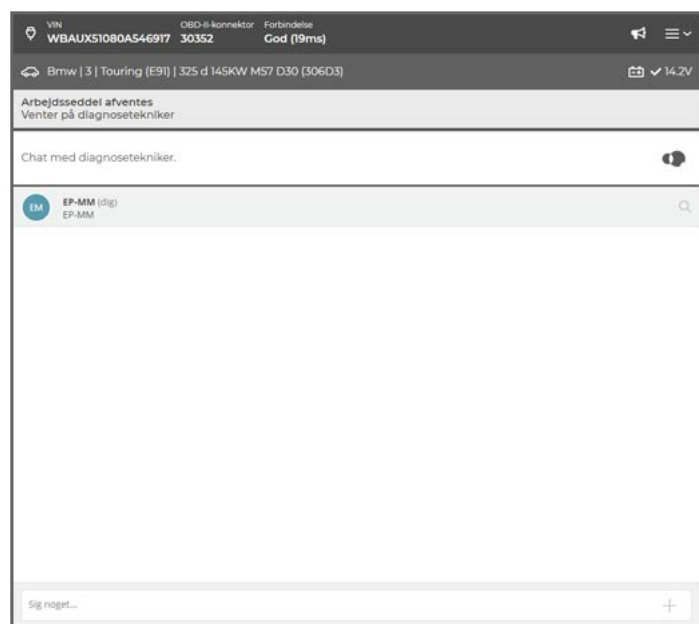 VIN OBD-II-konnektor Forbindelse
WBAUX51080A546917 30352 God (19ms)
Bmw | 3 | Touring (E91) | 325 d 145KW M57 D30 (306D3) 14.2V
Arbejdsseddel afventes
Venter på diagnosetekniker
Chat med diagnosetekniker.
EM EP-MM (dig)
EP-MM
Sig noget...